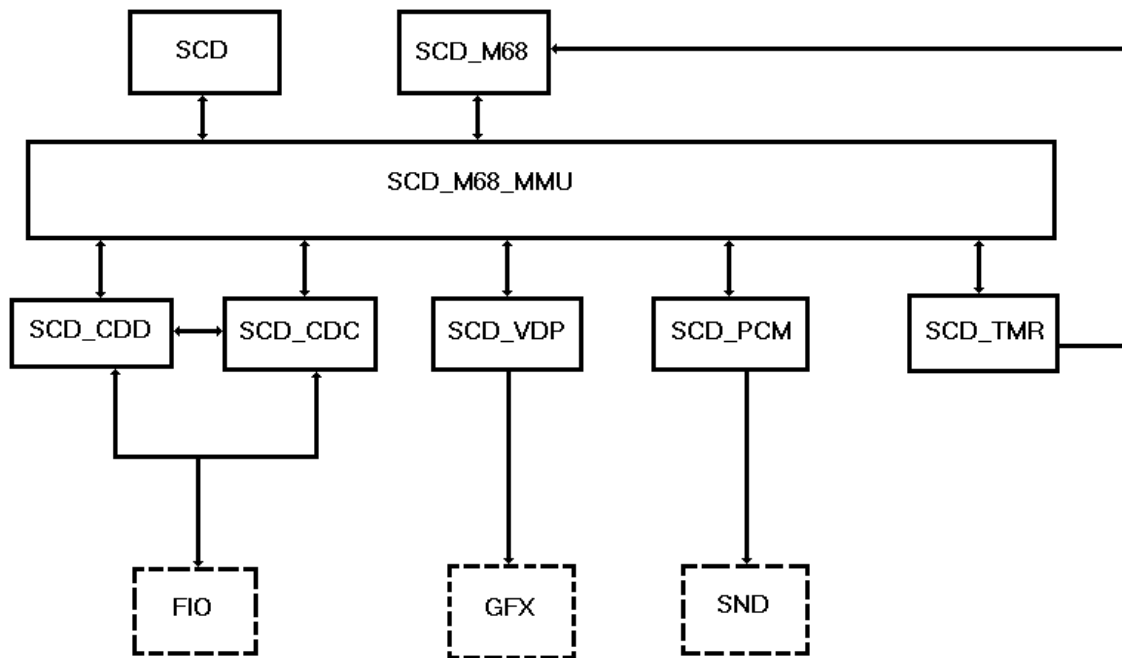 SCD
SCD_M68
SCD_M68_MMU
SCD_CDD
SCD_CDC
SCD_VDP
SCD_PCM
SCD_TMR
FIO
GFX
SND